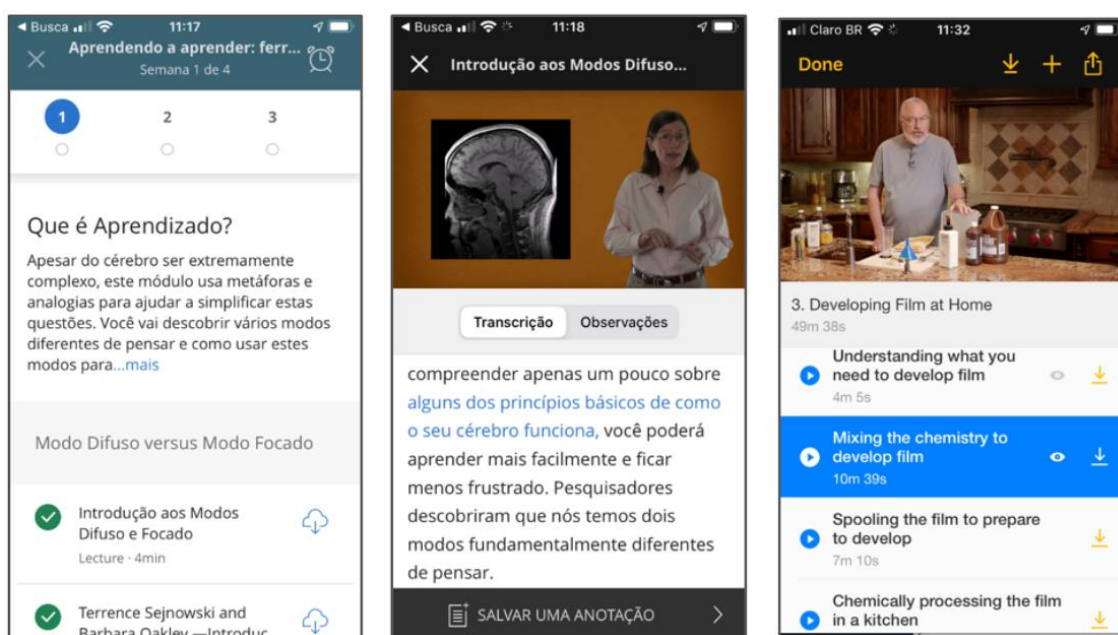 Busca 11:17
Aprendendo a aprender: ferr...
Semana 1 de 4
1 2 3
Que é Aprendizado?
Apesar do cérebro ser extremamente
complexo, este módulo usa metáforas e
analogias para ajudar a simplificar estas
questões. Você vai descobrir vários modos
diferentes de pensar e como usar estes
modos para...mais
Modo Difuso versus Modo Focado
Introdução aos Modos
Difuso e Focado
Lecture · 4min
Terrence Sejnowski and
Barbara Oakley —Introduc
Busca 11:18
Introdução aos Modos Difuso...
Transcrição Observações
compreender apenas um pouco sobre
alguns dos princípios básicos de como
o seu cérebro funciona, você poderá
aprender mais facilmente e ficar
menos frustrado. Pesquisadores
descobriram que nós temos dois
modos fundamentalmente diferentes
de pensar.
SALVAR UMA ANOTAÇÃO
Claro BR 11:32
Done
3. Developing Film at Home
49m 38s
Understanding what you
need to develop film
4m 5s
Mixing the chemistry to
develop film
10m 39s
Spooling the film to prepare
to develop
7m 10s
Chemically processing the film
in a kitchen